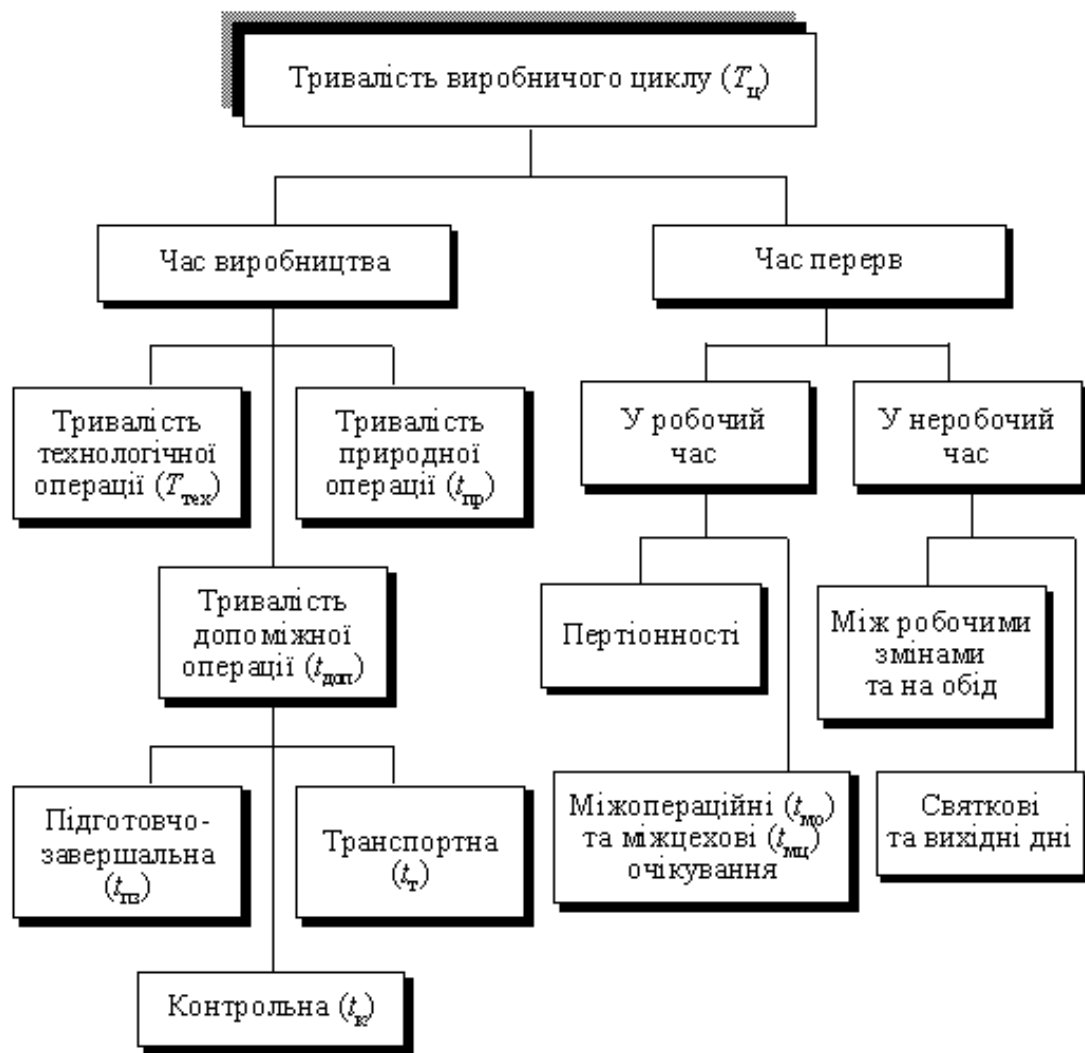 Тривалість виробничого циклу (Tц)
Час виробництва
Час перерв
Тривалість
технологічної
операції (Tтех)
Тривалість
природної
операції (tпр)
У робочий
час
У неробочий
час
Тривалість
допоміжної
операції (tдоп)
Пертіонності
Між робочими
змінами
та на обід
Підготовчо-
завершальна
(tпз)
Транспортна
(tт)
Міжопераційні (tмо)
та міжцехові (tмц)
очікування
Святкові
та вихідні дні
Контрольна (tк)